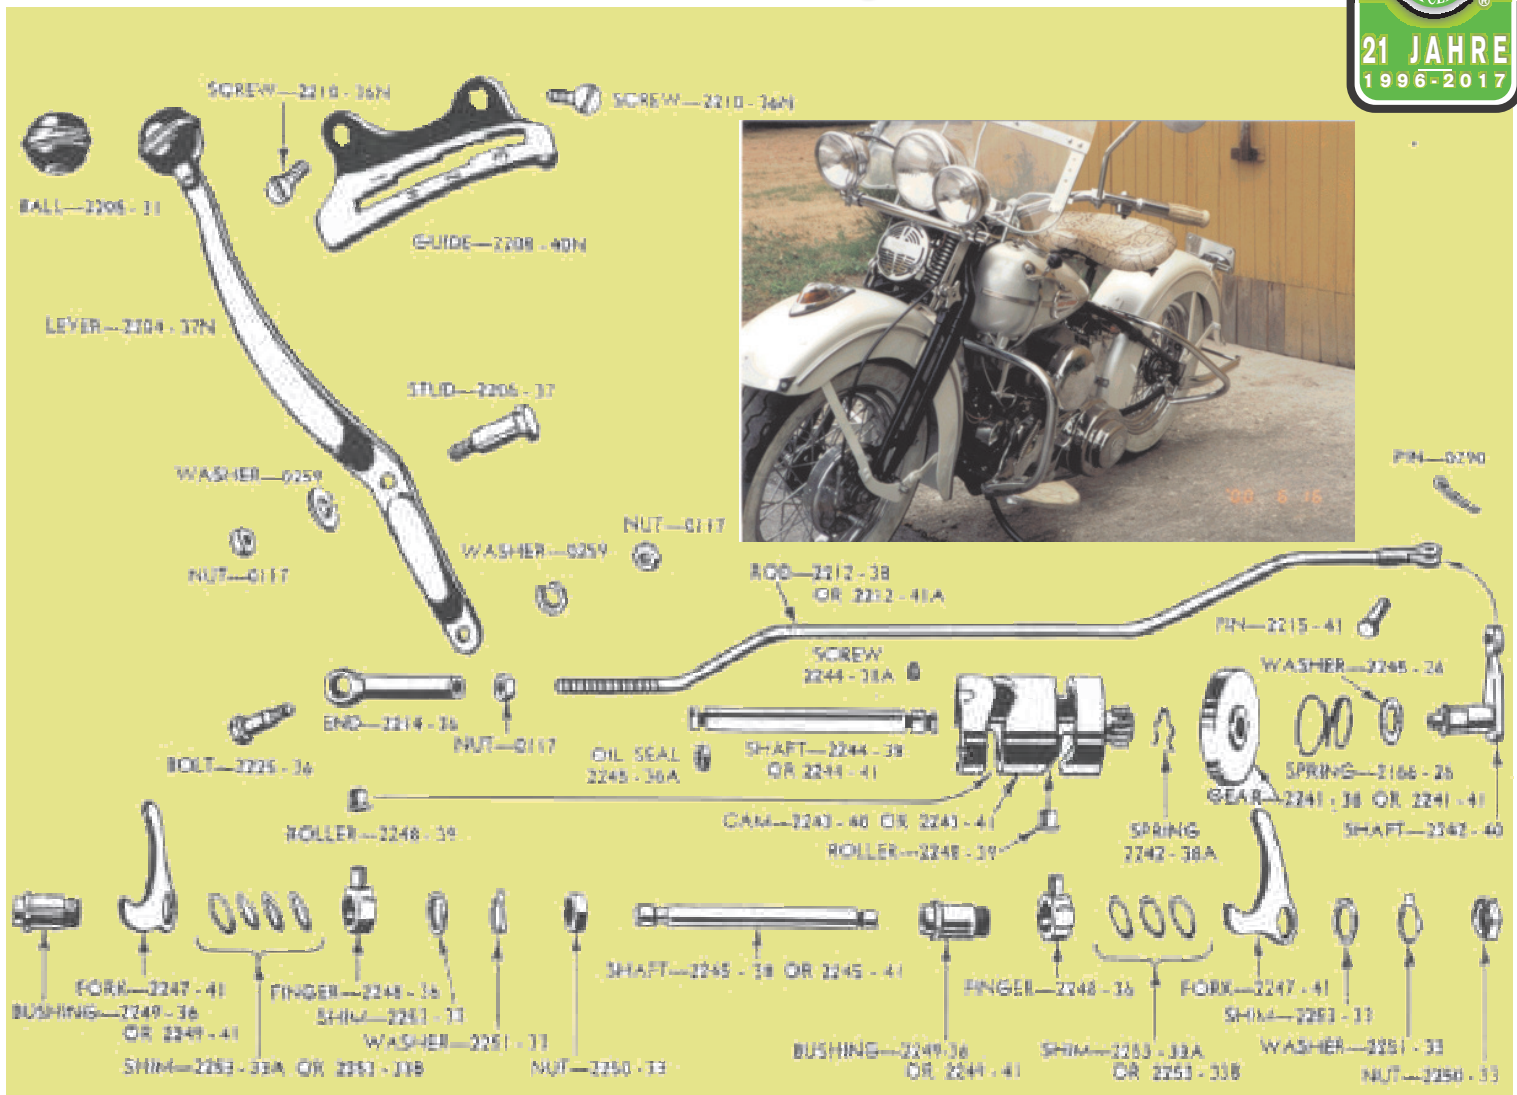 21 JAHRE
1996-2017
SCREW—2210-36N
SCREW—2210-36N
BALL—2206-31
GUIDE—2208-40N
LEVER—2204-37N
STUD—2206-37
PIN—0290
WASHER—0259
NUT—0117
WASHER—0259
NUT—0117
ROD—2212-38
OR 2212-41A
PIN—2215-41
SCREW
2244-38A
WASHER—2245-26
END—2214-36
NUT—0117
OIL SEAL
2245-36A
SHAFT—2244-39
OR 2244-41
BOLT—2225-36
SPRING—2166-26
GEAR—2241-38 OR 2241-41
ROLLER—2248-39
CAM—2243-40 OR 2243-41
ROLLER—2248-39
SPRING
2242-38A
SHAFT—2242-40
SHAFT—2245-38 OR 2245-41
FORK—2247-41
FINGER—2248-36
FINGER—2248-36
FORK—2247-41
BUSHING—2249-36
OR 2249-41
SHIM—2253-33
SHIM—2253-33
WASHER—2251-33
SHIM—2253-33A OR 2253-33B
NUT—2250-33
BUSHING—2249-36
OR 2249-41
SHIM—2253-33A
OR 2253-33B
WASHER—2251-33
NUT—2250-33